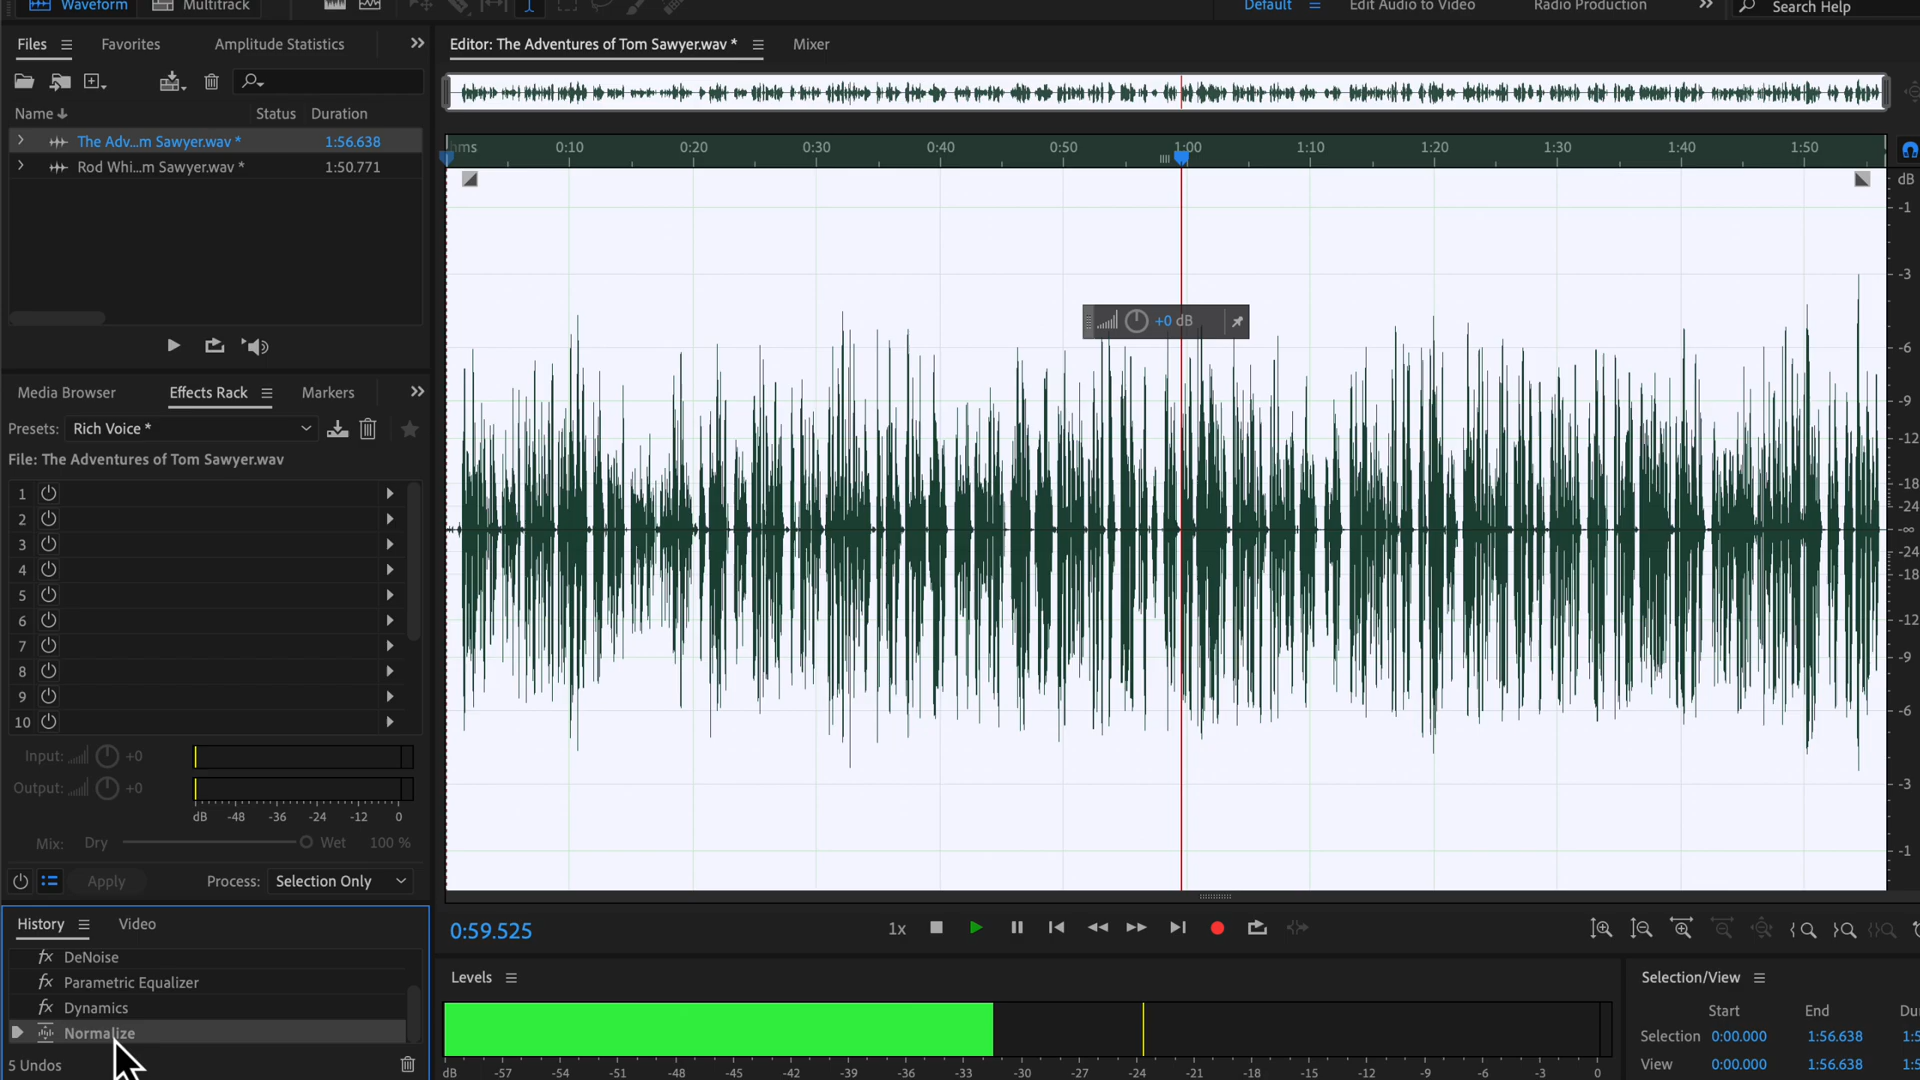 Waveform Multitrack Default Edit Audio to Video Radio Production Search Help
Files Favorites Amplitude Statistics
Editor: The Adventures of Tom Sawyer.wav * Mixer
Name Status Duration
The Adv...m Sawyer.wav * 1:56.638
Rod Whi...m Sawyer.wav * 1:50.771
hms 0:10 0:20 0:30 0:40 0:50 1:00 1:10 1:20 1:30 1:40 1:50
dB
-1
-3
-6
-9
-12
-18
-24
-∞
-24
-18
-12
-9
-6
-3
-1
+0 dB
Media Browser Effects Rack Markers
Presets: Rich Voice *
File: The Adventures of Tom Sawyer.wav
1
2
3
4
5
6
7
8
9
10
Input: +0
Output: +0
dB -48 -36 -24 -12 0
Mix: Dry Wet 100 %
Apply Process: Selection Only
History Video
DeNoise
Parametric Equalizer
Dynamics
Normalize
5 Undos
0:59.525 1x
Levels
dB -57 -54 -51 -48 -45 -42 -39 -36 -33 -30 -27 -24 -21 -18 -15 -12 -9 -6 -3 0
Selection/View
Start End Du
Selection 0:00.000 1:56.638 1:5
View 0:00.000 1:56.638 1:5